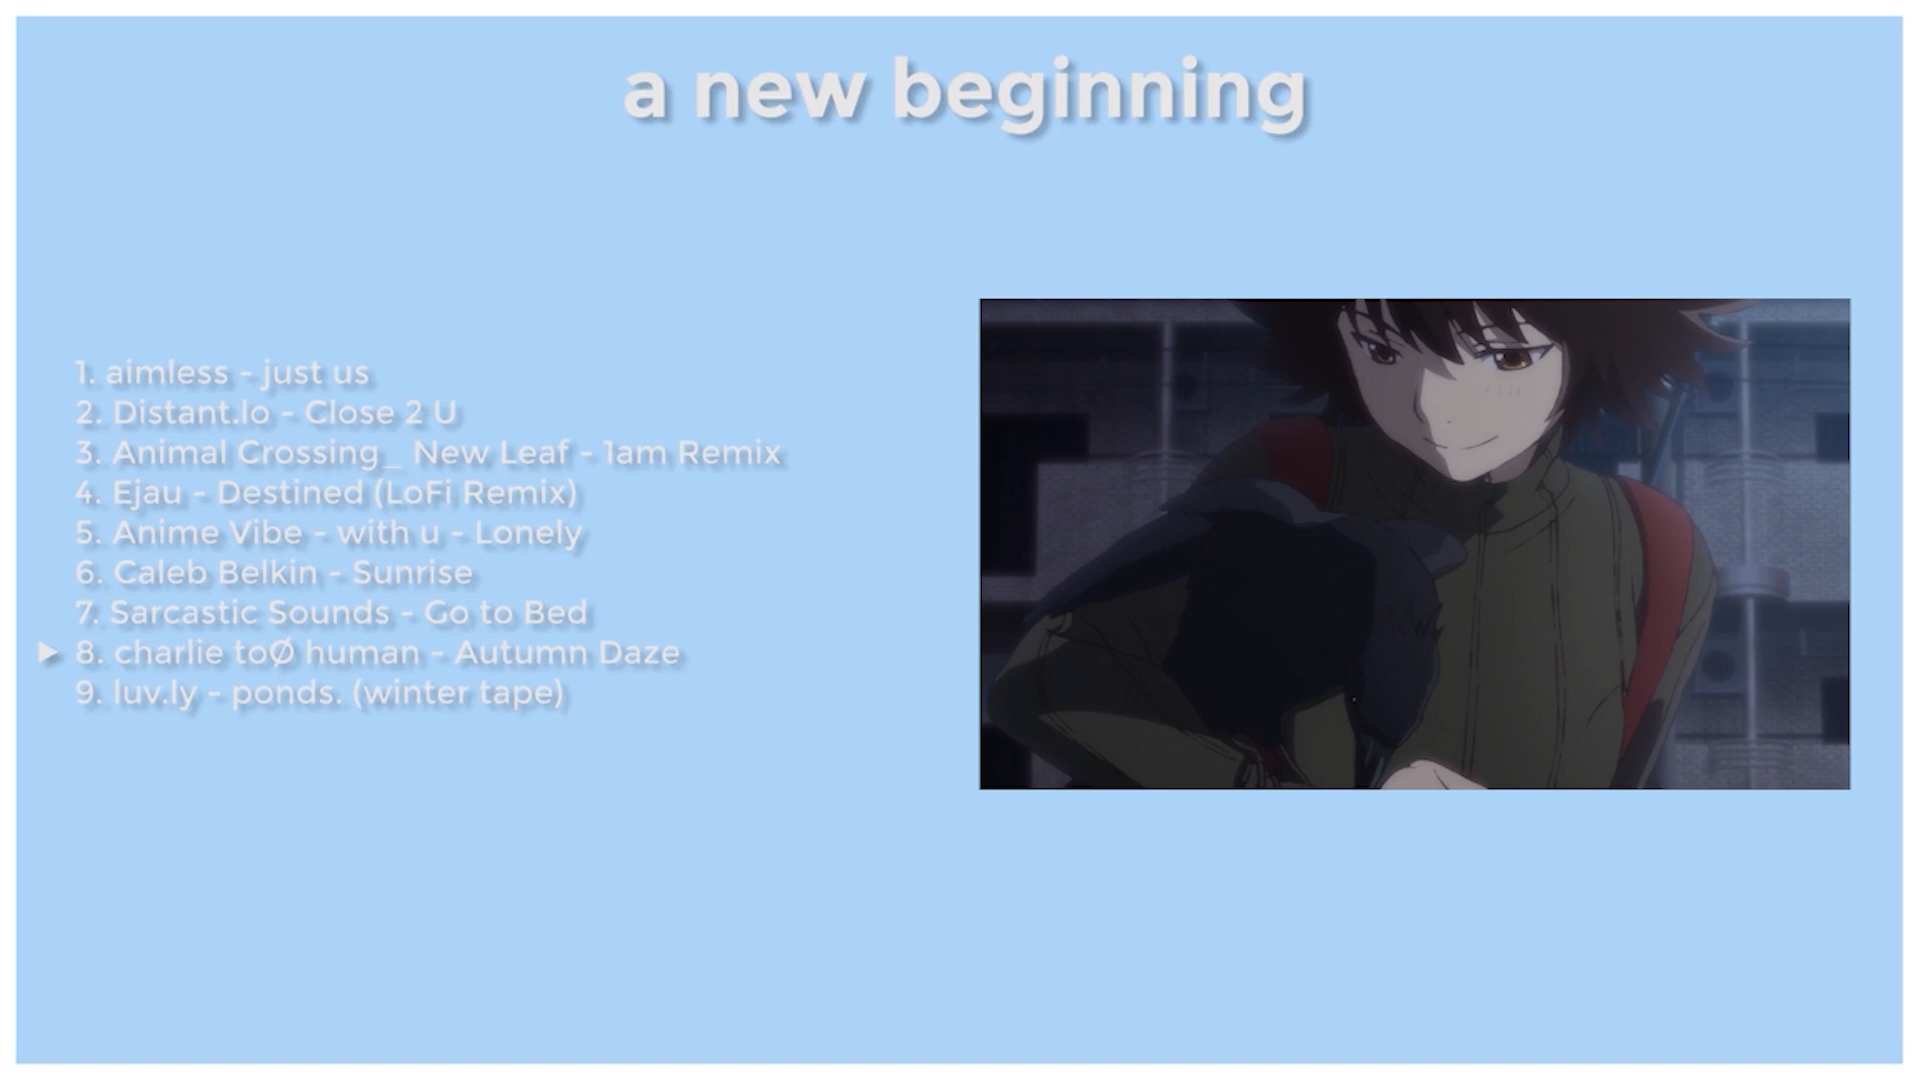 a new beginning
1. aimless - just us
2. Distant.lo - Close 2 U
3. Animal Crossing_ New Leaf - 1am Remix
4. Ejau - Destined (LoFi Remix)
5. Anime Vibe - with u - Lonely
6. Caleb Belkin - Sunrise
7. Sarcastic Sounds - Go to Bed
8. charlie toØ human - Autumn Daze
9. luv.ly - ponds. (winter tape)